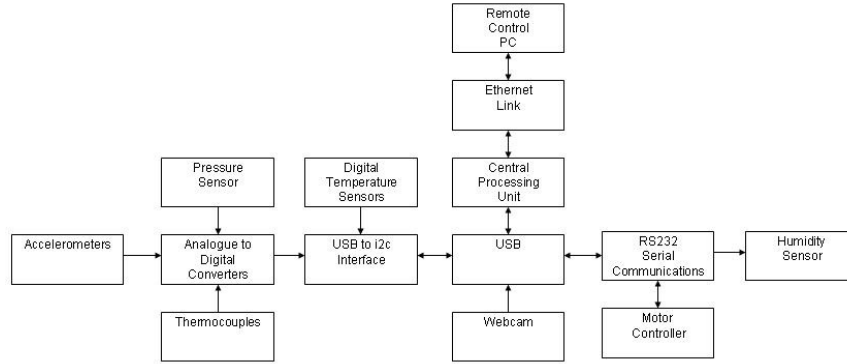 Remote
Control
PC
Ethernet
Link
Pressure
Sensor
Digital
Temperature
Sensors
Central
Processing
Unit
Accelerometers
Analogue to
Digital
Converters
USB to i2c
Interface
USB
RS232
Serial
Communications
Humidity
Sensor
Thermocouples
Webcam
Motor
Controller